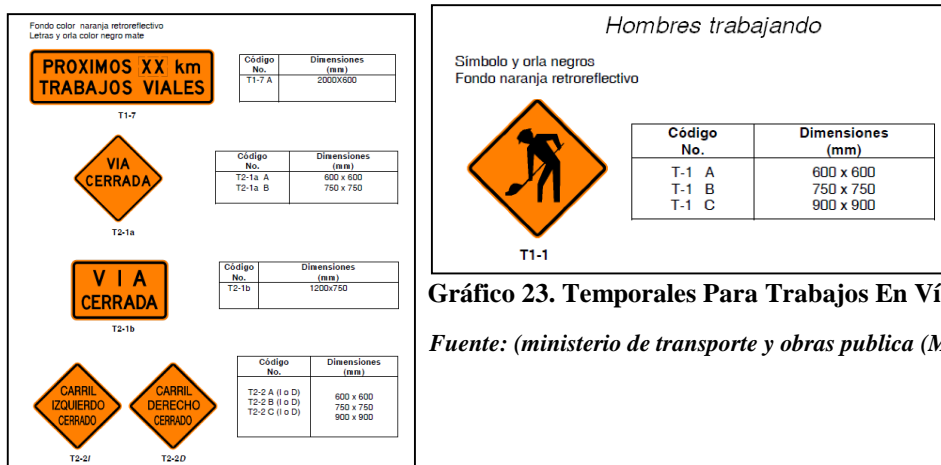 Fondo color naranja retroreflectivo
Letras y orla color negro mate
PROXIMOS XX km
TRABAJOS VIALES
T1-7
Código No. Dimensiones (mm)
T1-7 A 2000X600
VIA
CERRADA
T2-1a
Código No. Dimensiones (mm)
T2-1a A 600 x 600
T2-1a B 750 x 750
V I A
CERRADA
T2-1b
Código No. Dimensiones (mm)
T2-1b 1200x750
CARRIL
IZQUIERDO
CERRADO
T2-2I
CARRIL
DERECHO
CERRADO
T2-2D
Código No. Dimensiones (mm)
T2-2 A (I o D) 600 x 600
T2-2 B (I o D) 750 x 750
T2-2 C (I o D) 900 x 900
Hombres trabajando
Simbolo y orla negros
Fondo naranja retroreflectivo
T1-1
Código No. Dimensiones (mm)
T-1 A 600 x 600
T-1 B 750 x 750
T-1 C 900 x 900
Gráfico 23. Temporales Para Trabajos En Ví
Fuente: (ministerio de transporte y obras publica (M